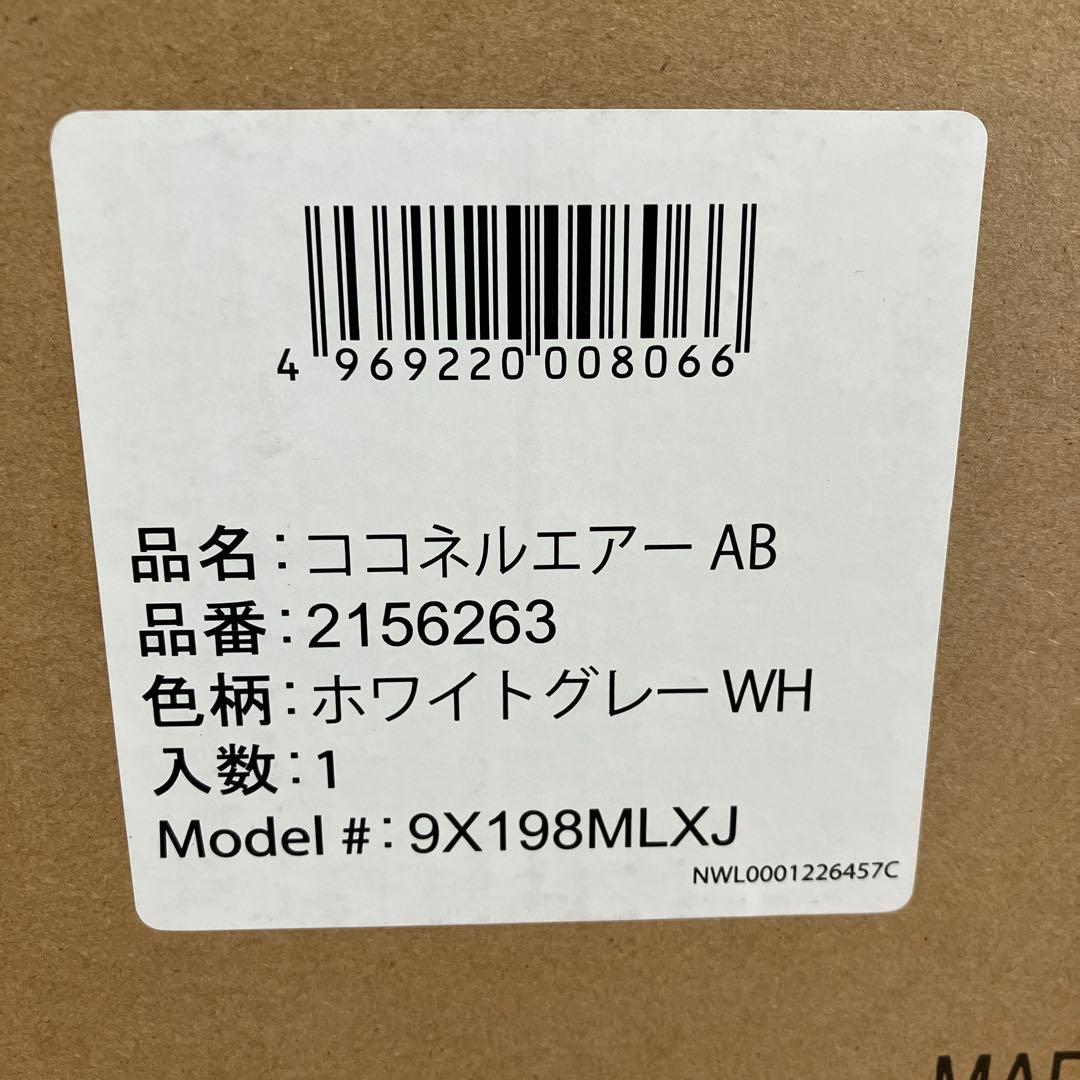 4 969220 008066
品名：ココネルエアー AB
品番：2156263
色柄：ホワイトグレー WH
入数：1
Model #: 9X198MLXJ
NWL0001226457C